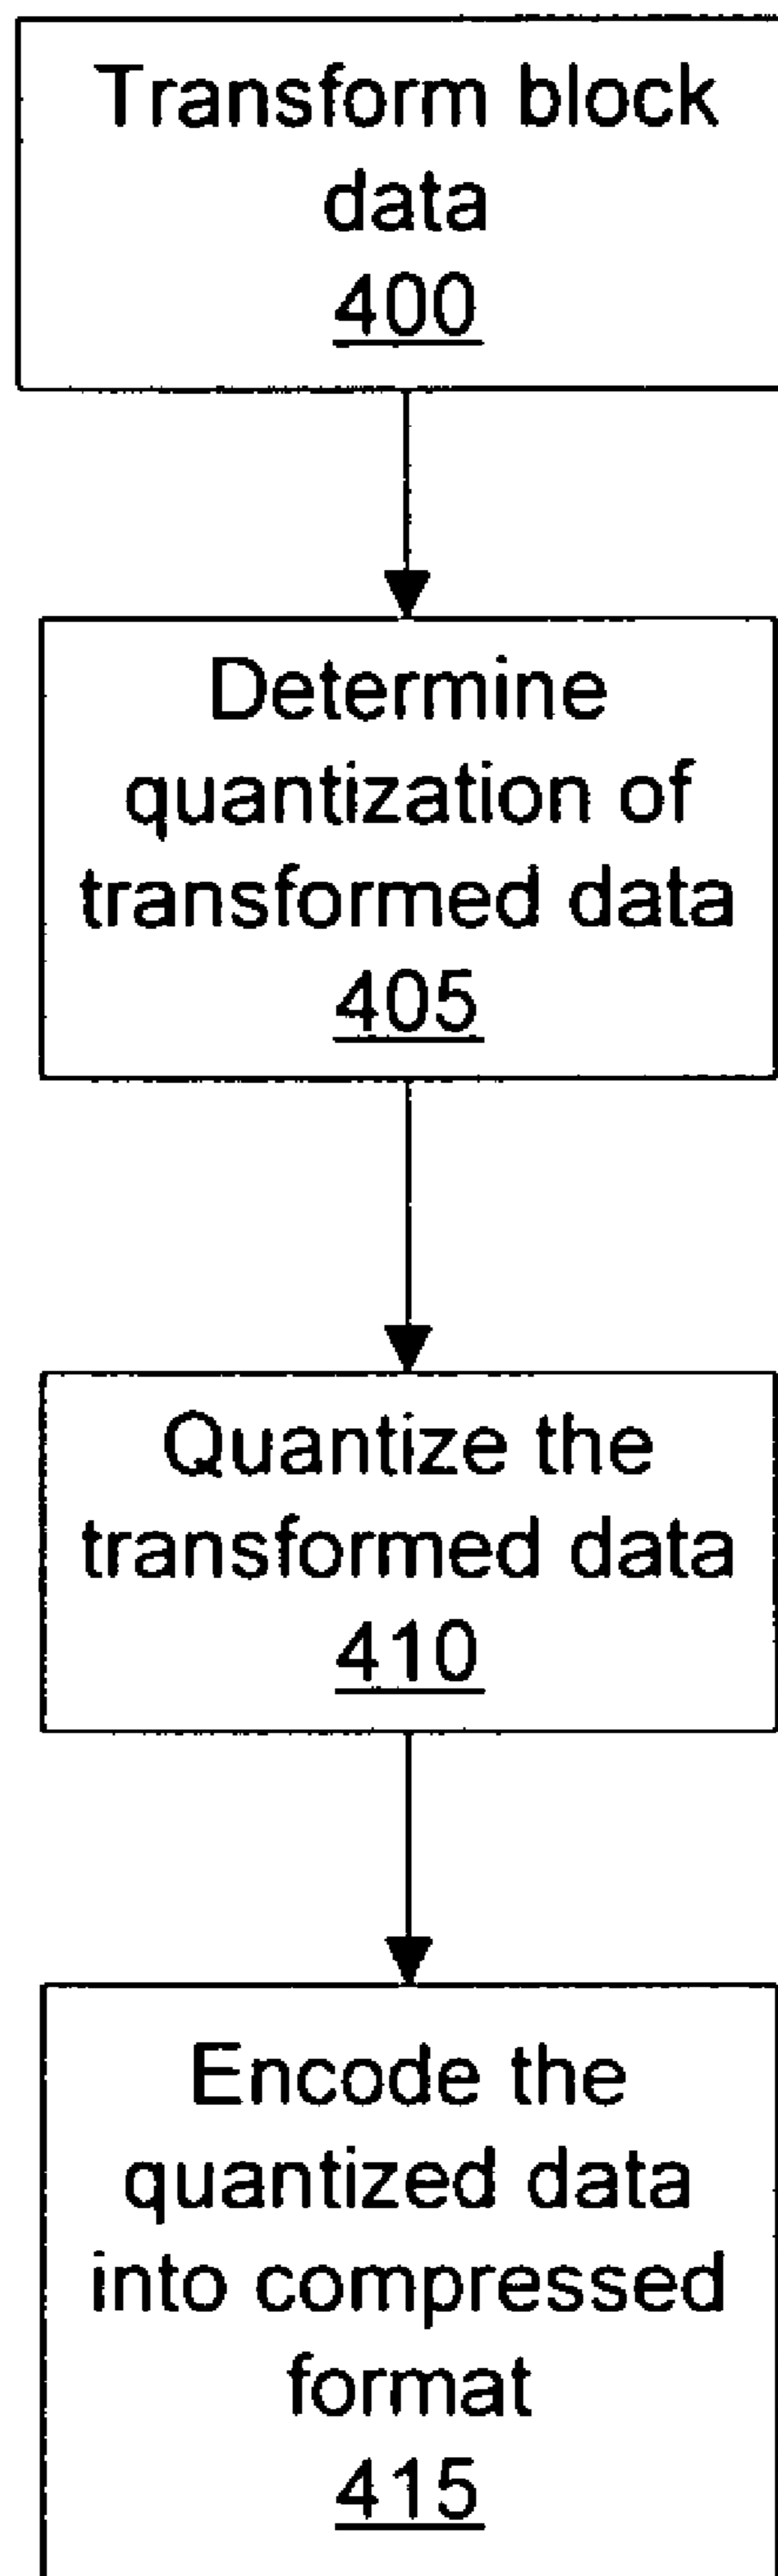 Transform block
data
400
Determine
quantization of
transformed data
405
Quantize the
transformed data
410
Encode the
quantized data
into compressed
format
415